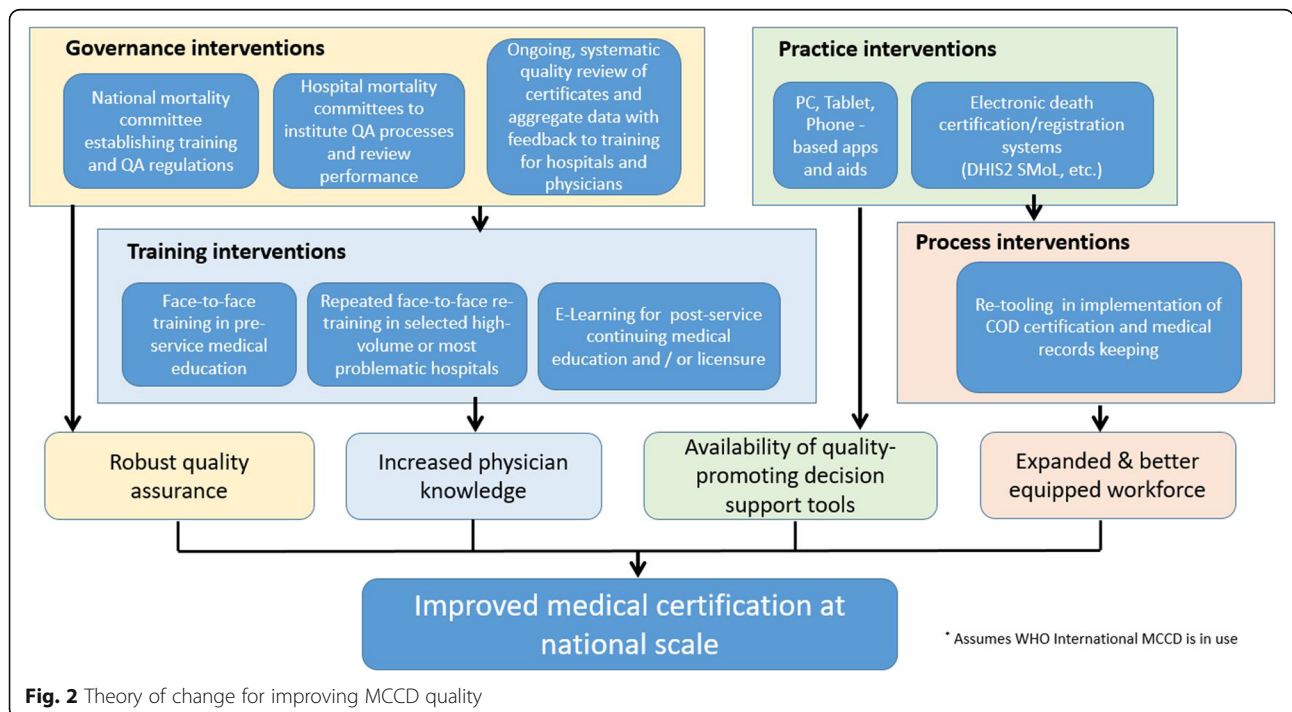 Governance interventions
National mortality
committee
establishing training
and QA regulations
Hospital mortality
committees to
institute QA processes
and review
performance
Ongoing, systematic
quality review of
certificates and
aggregate data with
feedback to training
for hospitals and
physicians
Practice interventions
PC, Tablet,
Phone -
based apps
and aids
Electronic death
certification/registration
systems
(DHIS2 SMoL, etc.)
Training interventions
Face-to-face
training in pre-
service medical
education
Repeated face-to-face re-
training in selected high-
volume or most
problematic hospitals
E-Learning for post-service
continuing medical
education and / or licensure
Process interventions
Re-tooling in implementation of
COD certification and medical
records keeping
Robust quality
assurance
Increased physician
knowledge
Availability of quality-
promoting decision
support tools
Expanded & better
equipped workforce
Improved medical certification at
national scale
* Assumes WHO International MCCD is in use
Fig. 2 Theory of change for improving MCCD quality